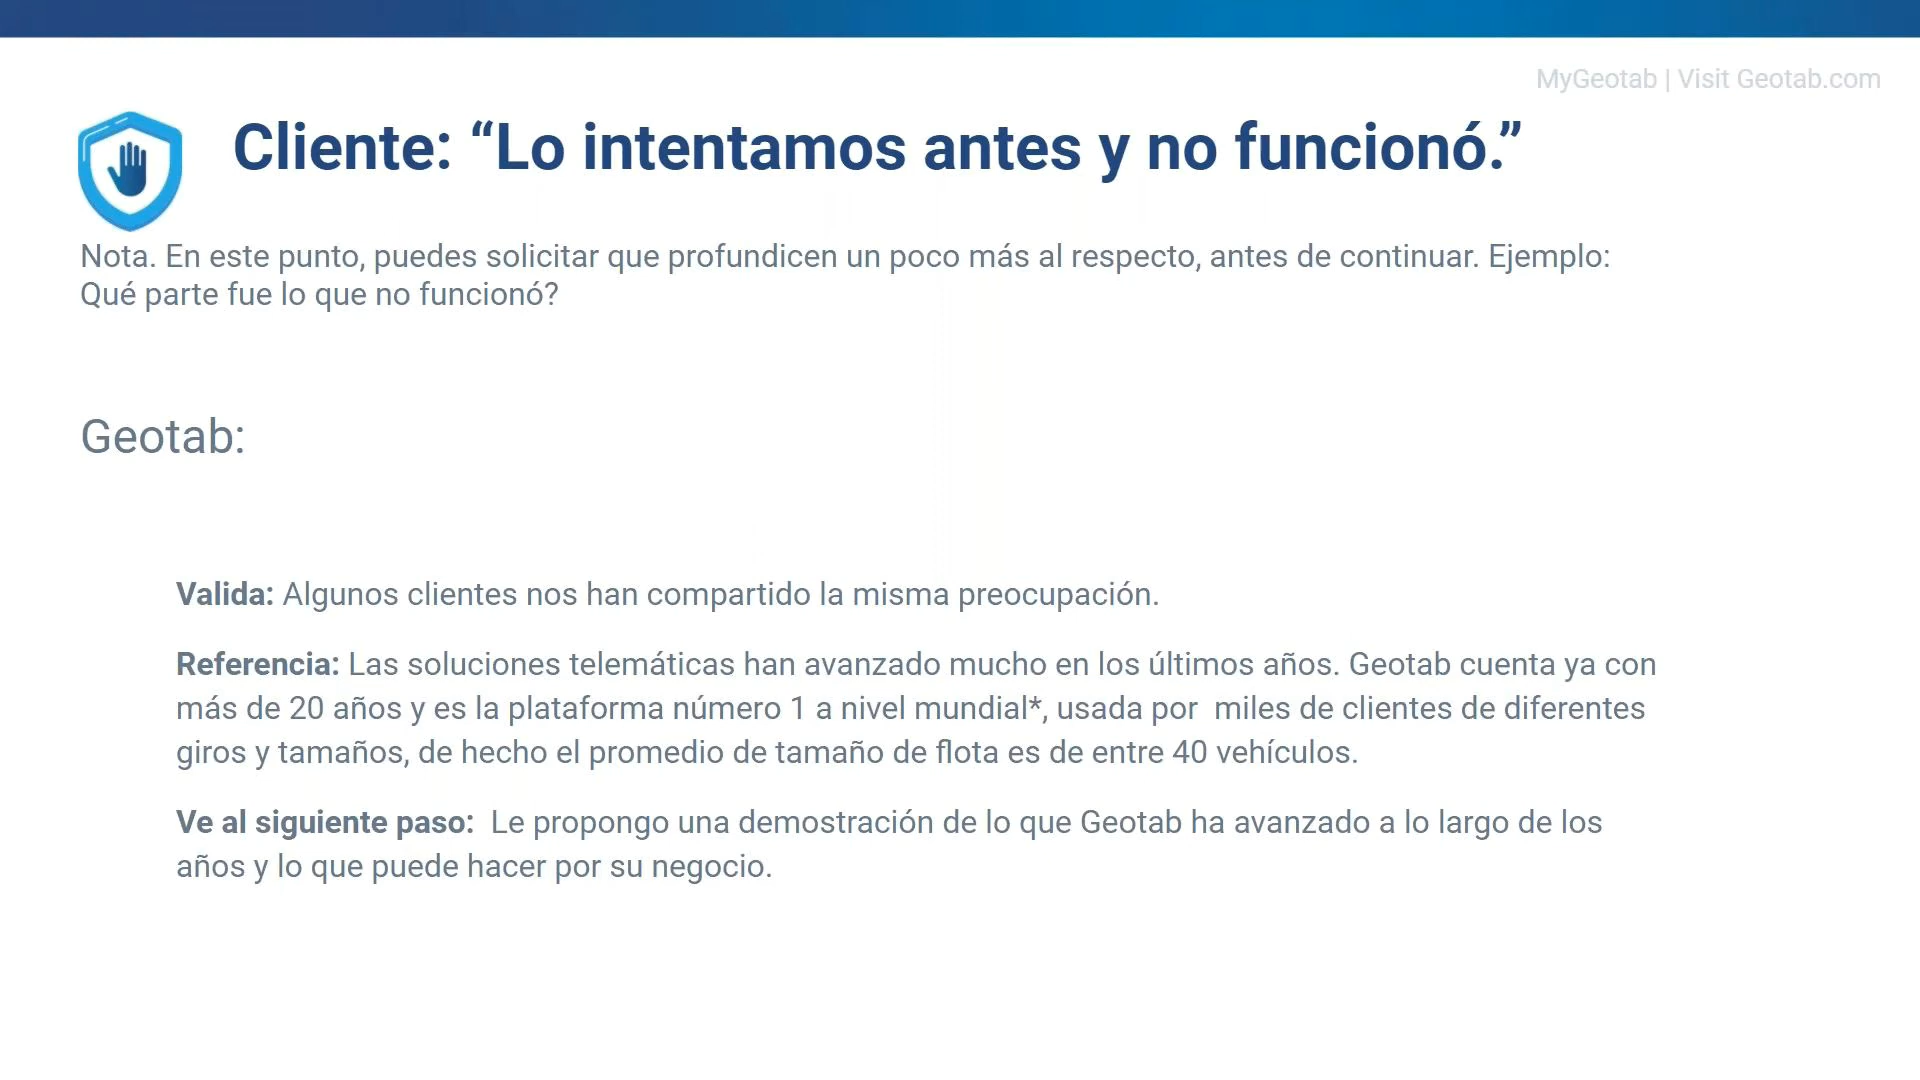 MyGeotab | Visit Geotab.com
Cliente: “Lo intentamos antes y no funcionó.”
Nota. En este punto, puedes solicitar que profundicen un poco más al respecto, antes de continuar. Ejemplo:
Qué parte fue lo que no funcionó?
Geotab:
Valida: Algunos clientes nos han compartido la misma preocupación.
Referencia: Las soluciones telemáticas han avanzado mucho en los últimos años. Geotab cuenta ya con
más de 20 años y es la plataforma número 1 a nivel mundial*, usada por  miles de clientes de diferentes
giros y tamaños, de hecho el promedio de tamaño de flota es de entre 40 vehículos.
Ve al siguiente paso:  Le propongo una demostración de lo que Geotab ha avanzado a lo largo de los
años y lo que puede hacer por su negocio.